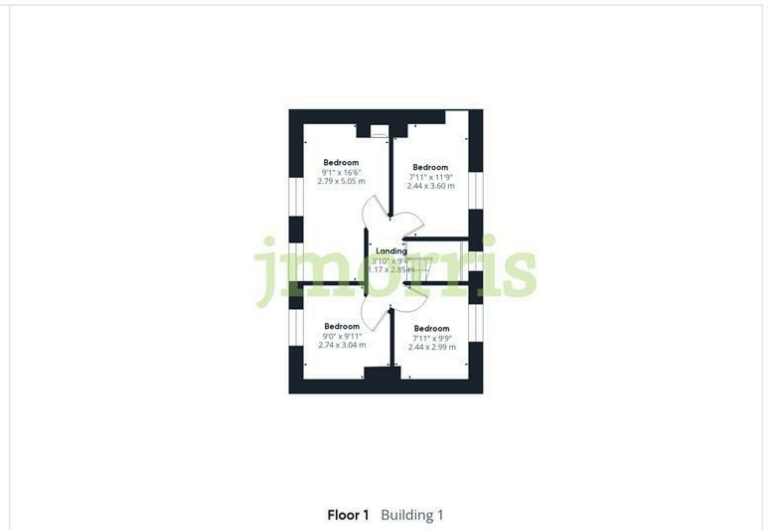 Bedroom
9'1" x 16'6"
2.79 x 5.05 m
Bedroom
7'11" x 11'9"
2.44 x 3.60 m
Landing
3'10" x 9'4"
1.17 x 2.85 m
jmorris
Bedroom
9'0" x 9'11"
2.74 x 3.04 m
Bedroom
7'11" x 9'9"
2.44 x 2.99 m
Floor 1 Building 1